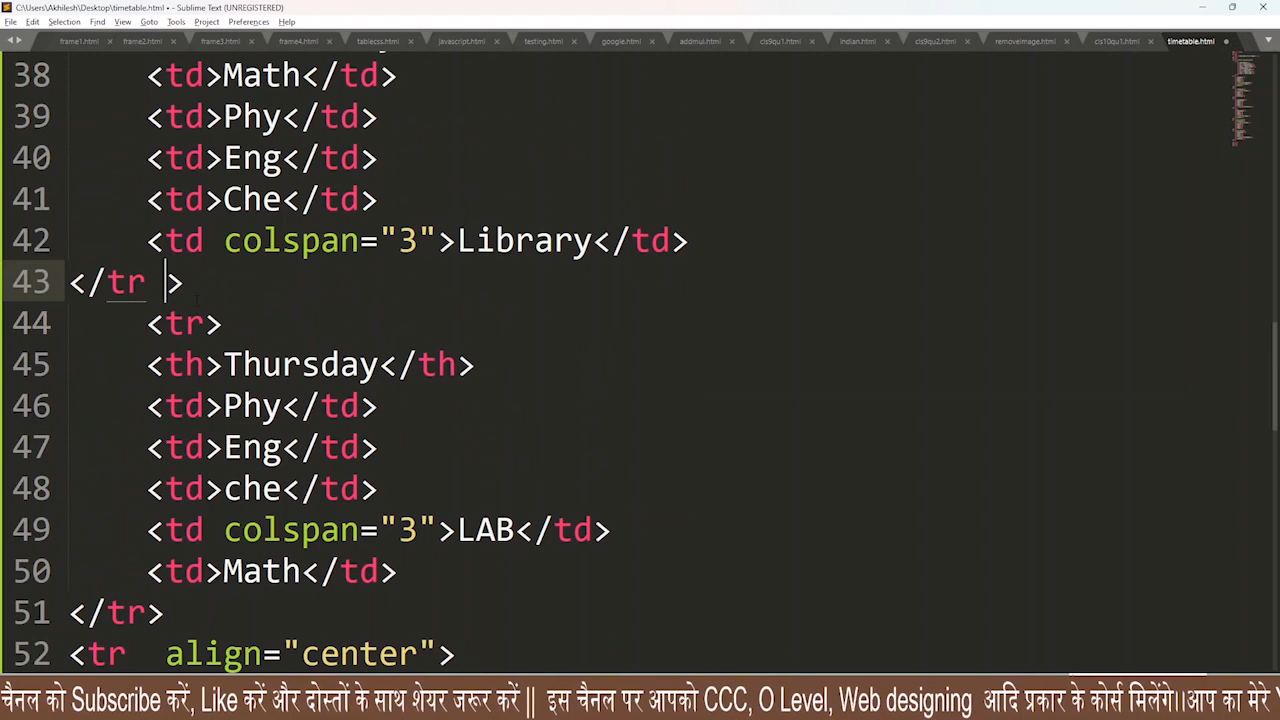 C:\Users\Akhilesh\Desktop\timetable.html • - Sublime Text (UNREGISTERED)
File Edit Selection Find View Goto Tools Project Preferences Help
frame1.html frame2.html frame3.html frame4.html tablecss.html javascript.html testing.html google.html addmul.html cls9qu1.html indian.html cls9qu2.html removeimage.html cls10qu1.html timetable.html
38 <td>Math</td>
39 <td>Phy</td>
40 <td>Eng</td>
41 <td>Che</td>
42 <td colspan="3">Library</td>
43 </tr >
44 <tr>
45 <th>Thursday</th>
46 <td>Phy</td>
47 <td>Eng</td>
48 <td>che</td>
49 <td colspan="3">LAB</td>
50 <td>Math</td>
51 </tr>
52 <tr  align="center">
चैनल को Subscribe करें, Like करें और दोस्तों के साथ शेयर जरूर करें || इस चैनल पर आपको CCC, O Level, Web designing आदि प्रकार के कोर्स मिलेंगे।।आप का मेरे